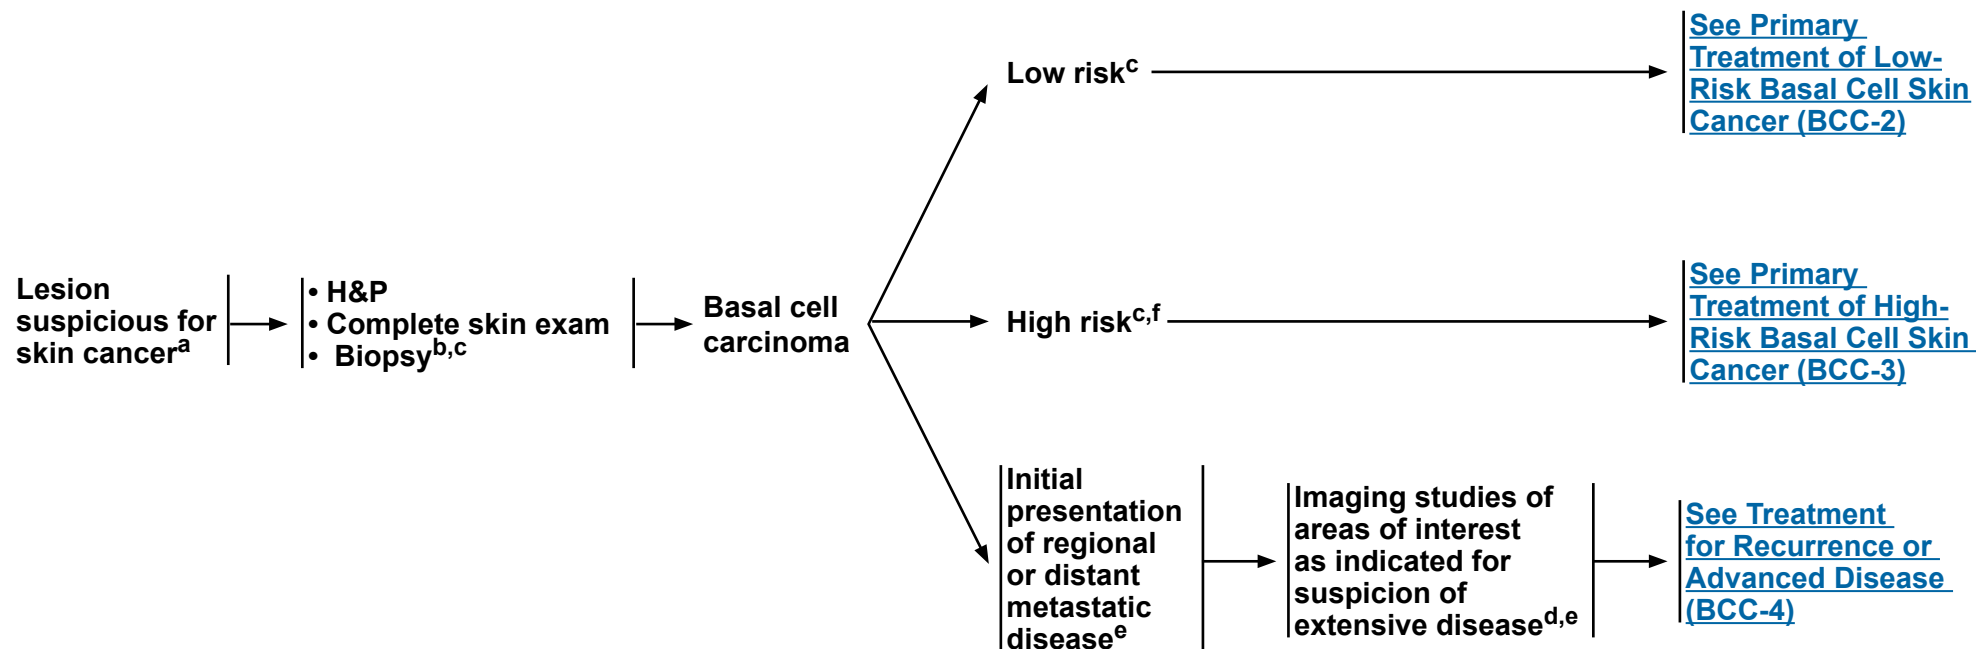 Lesion
suspicious for
skin cancera
• H&P
• Complete skin exam
• Biopsyb,c
Basal cell
carcinoma
Low riskc
See Primary
Treatment of Low-
Risk Basal Cell Skin
Cancer (BCC-2)
High riskc,f
See Primary
Treatment of High-
Risk Basal Cell Skin
Cancer (BCC-3)
Initial
presentation
of regional
or distant
metastatic
diseasee
Imaging studies of
areas of interest
as indicated for
suspicion of
extensive diseased,e
See Treatment
for Recurrence or
Advanced Disease
(BCC-4)